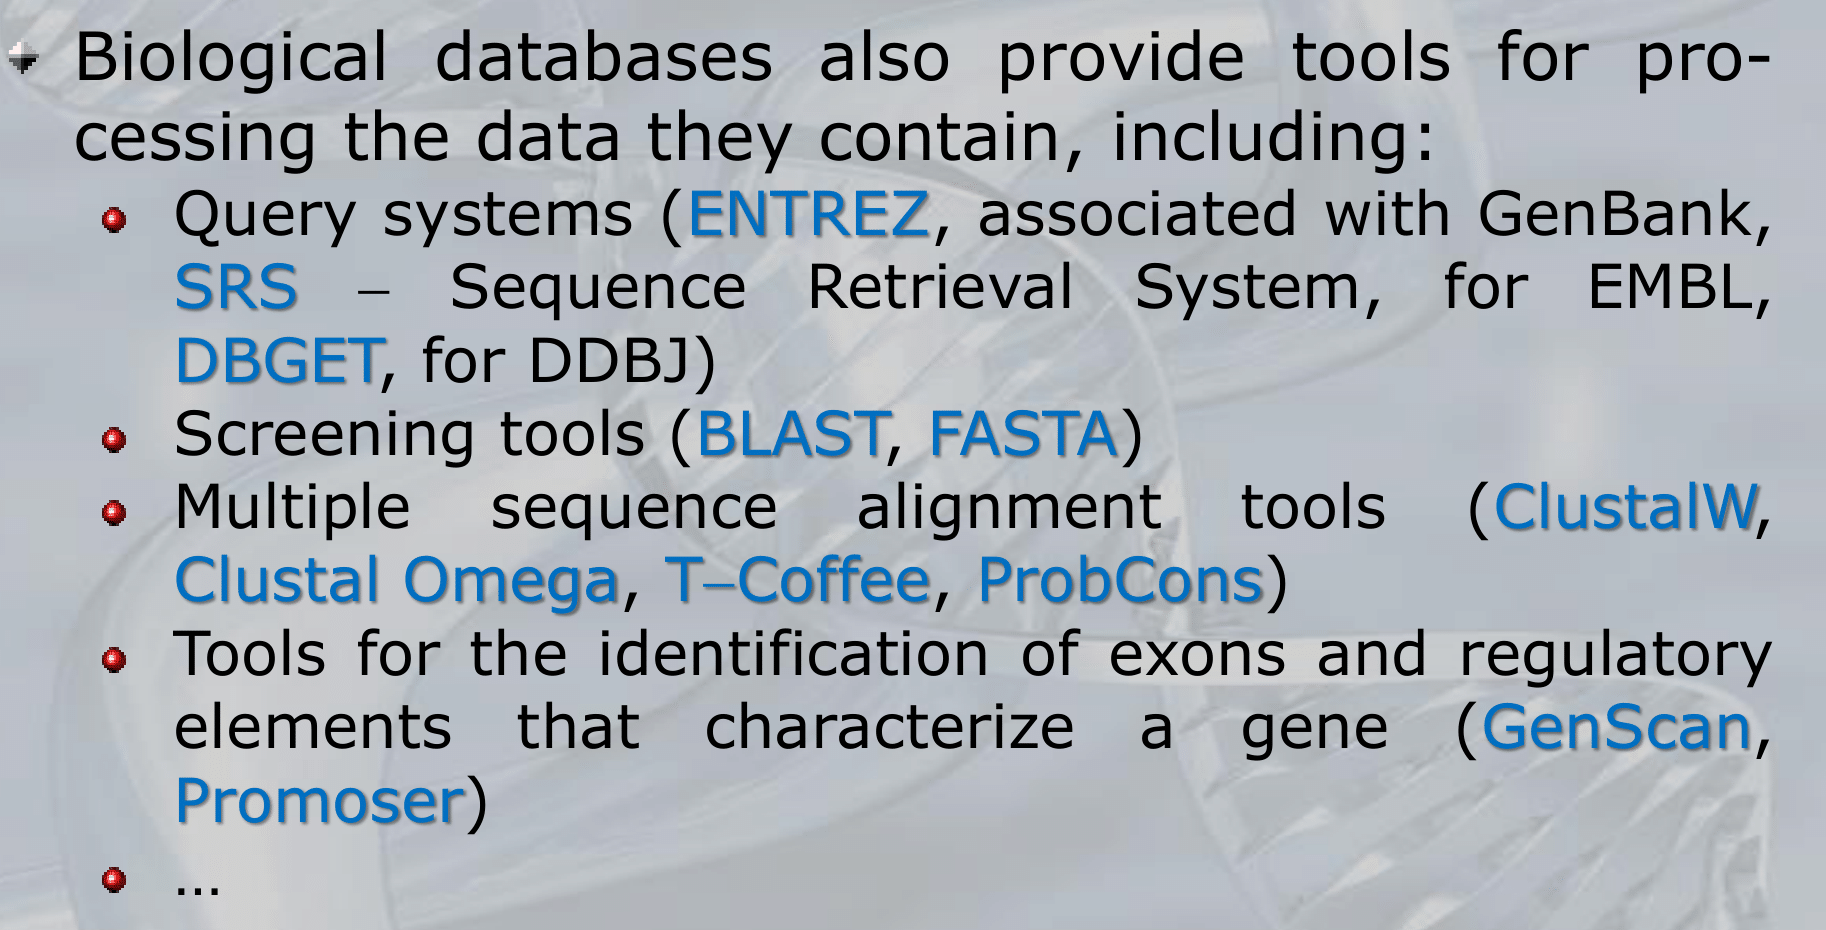 Biological databases also provide tools for pro-
cessing the data they contain, including:
Query systems (ENTREZ, associated with GenBank,
SRS – Sequence Retrieval System, for EMBL,
DBGET, for DDBJ)
Screening tools (BLAST, FASTA)
Multiple sequence alignment tools (ClustalW,
Clustal Omega, T–Coffee, ProbCons)
Tools for the identification of exons and regulatory
elements that characterize a gene (GenScan,
Promoser)
…